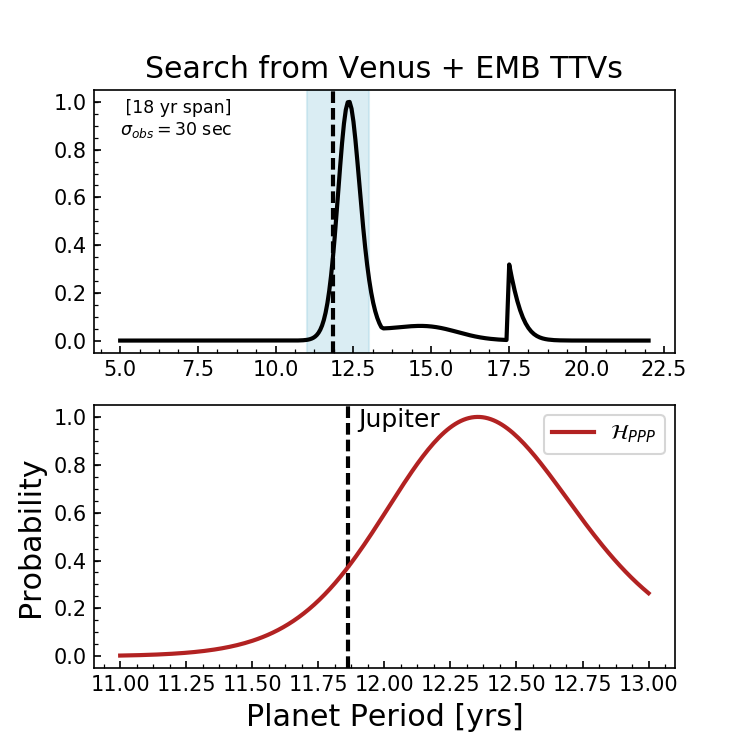 Search from Venus + EMB TTVs
[18 yr span]
σ_obs = 30 sec
1.0
0.8
0.6
0.4
0.2
0.0
5.0 7.5 10.0 12.5 15.0 17.5 20.0 22.5
Jupiter
ℋ_PPP
1.0
0.8
0.6
0.4
0.2
0.0
Probability
11.00 11.25 11.50 11.75 12.00 12.25 12.50 12.75 13.00
Planet Period [yrs]